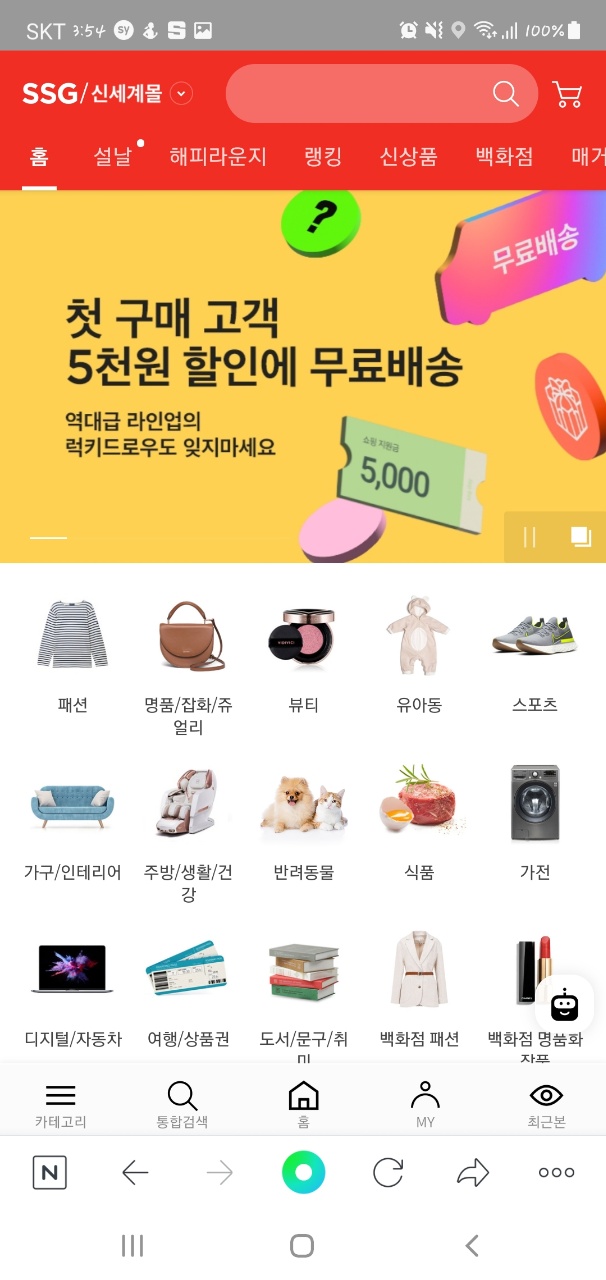 SKT 3:54
100%
SSG/신세계몰
홈 설날 해피라운지 랭킹 신상품 백화점 매거
?
무료배송
첫 구매 고객
5천원 할인에 무료배송
역대급 라인업의
럭키드로우도 잊지마세요
쇼핑 지원금
5,000
패션 명품/잡화/쥬얼리 뷰티 유아동 스포츠
가구/인테리어 주방/생활/건강 반려동물 식품 가전
디지털/자동차 여행/상품권 도서/문구/취미 백화점 패션 백화점 명품화장품
카테고리 통합검색 홈 MY 최근본
N